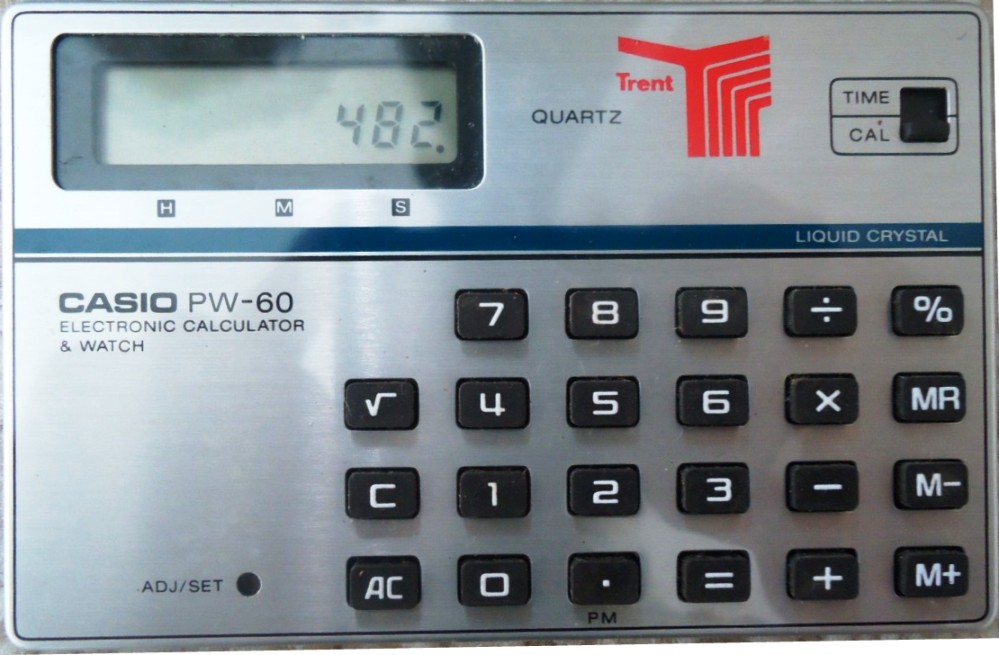 482.
QUARTZ
Trent
TIME
CAL
H M S
LIQUID CRYSTAL
CASIO PW-60
ELECTRONIC CALCULATOR
& WATCH
7 8 9 ÷ %
√ 4 5 6 × MR
C 1 2 3 − M−
ADJ/SET
AC 0 . = + M+
PM